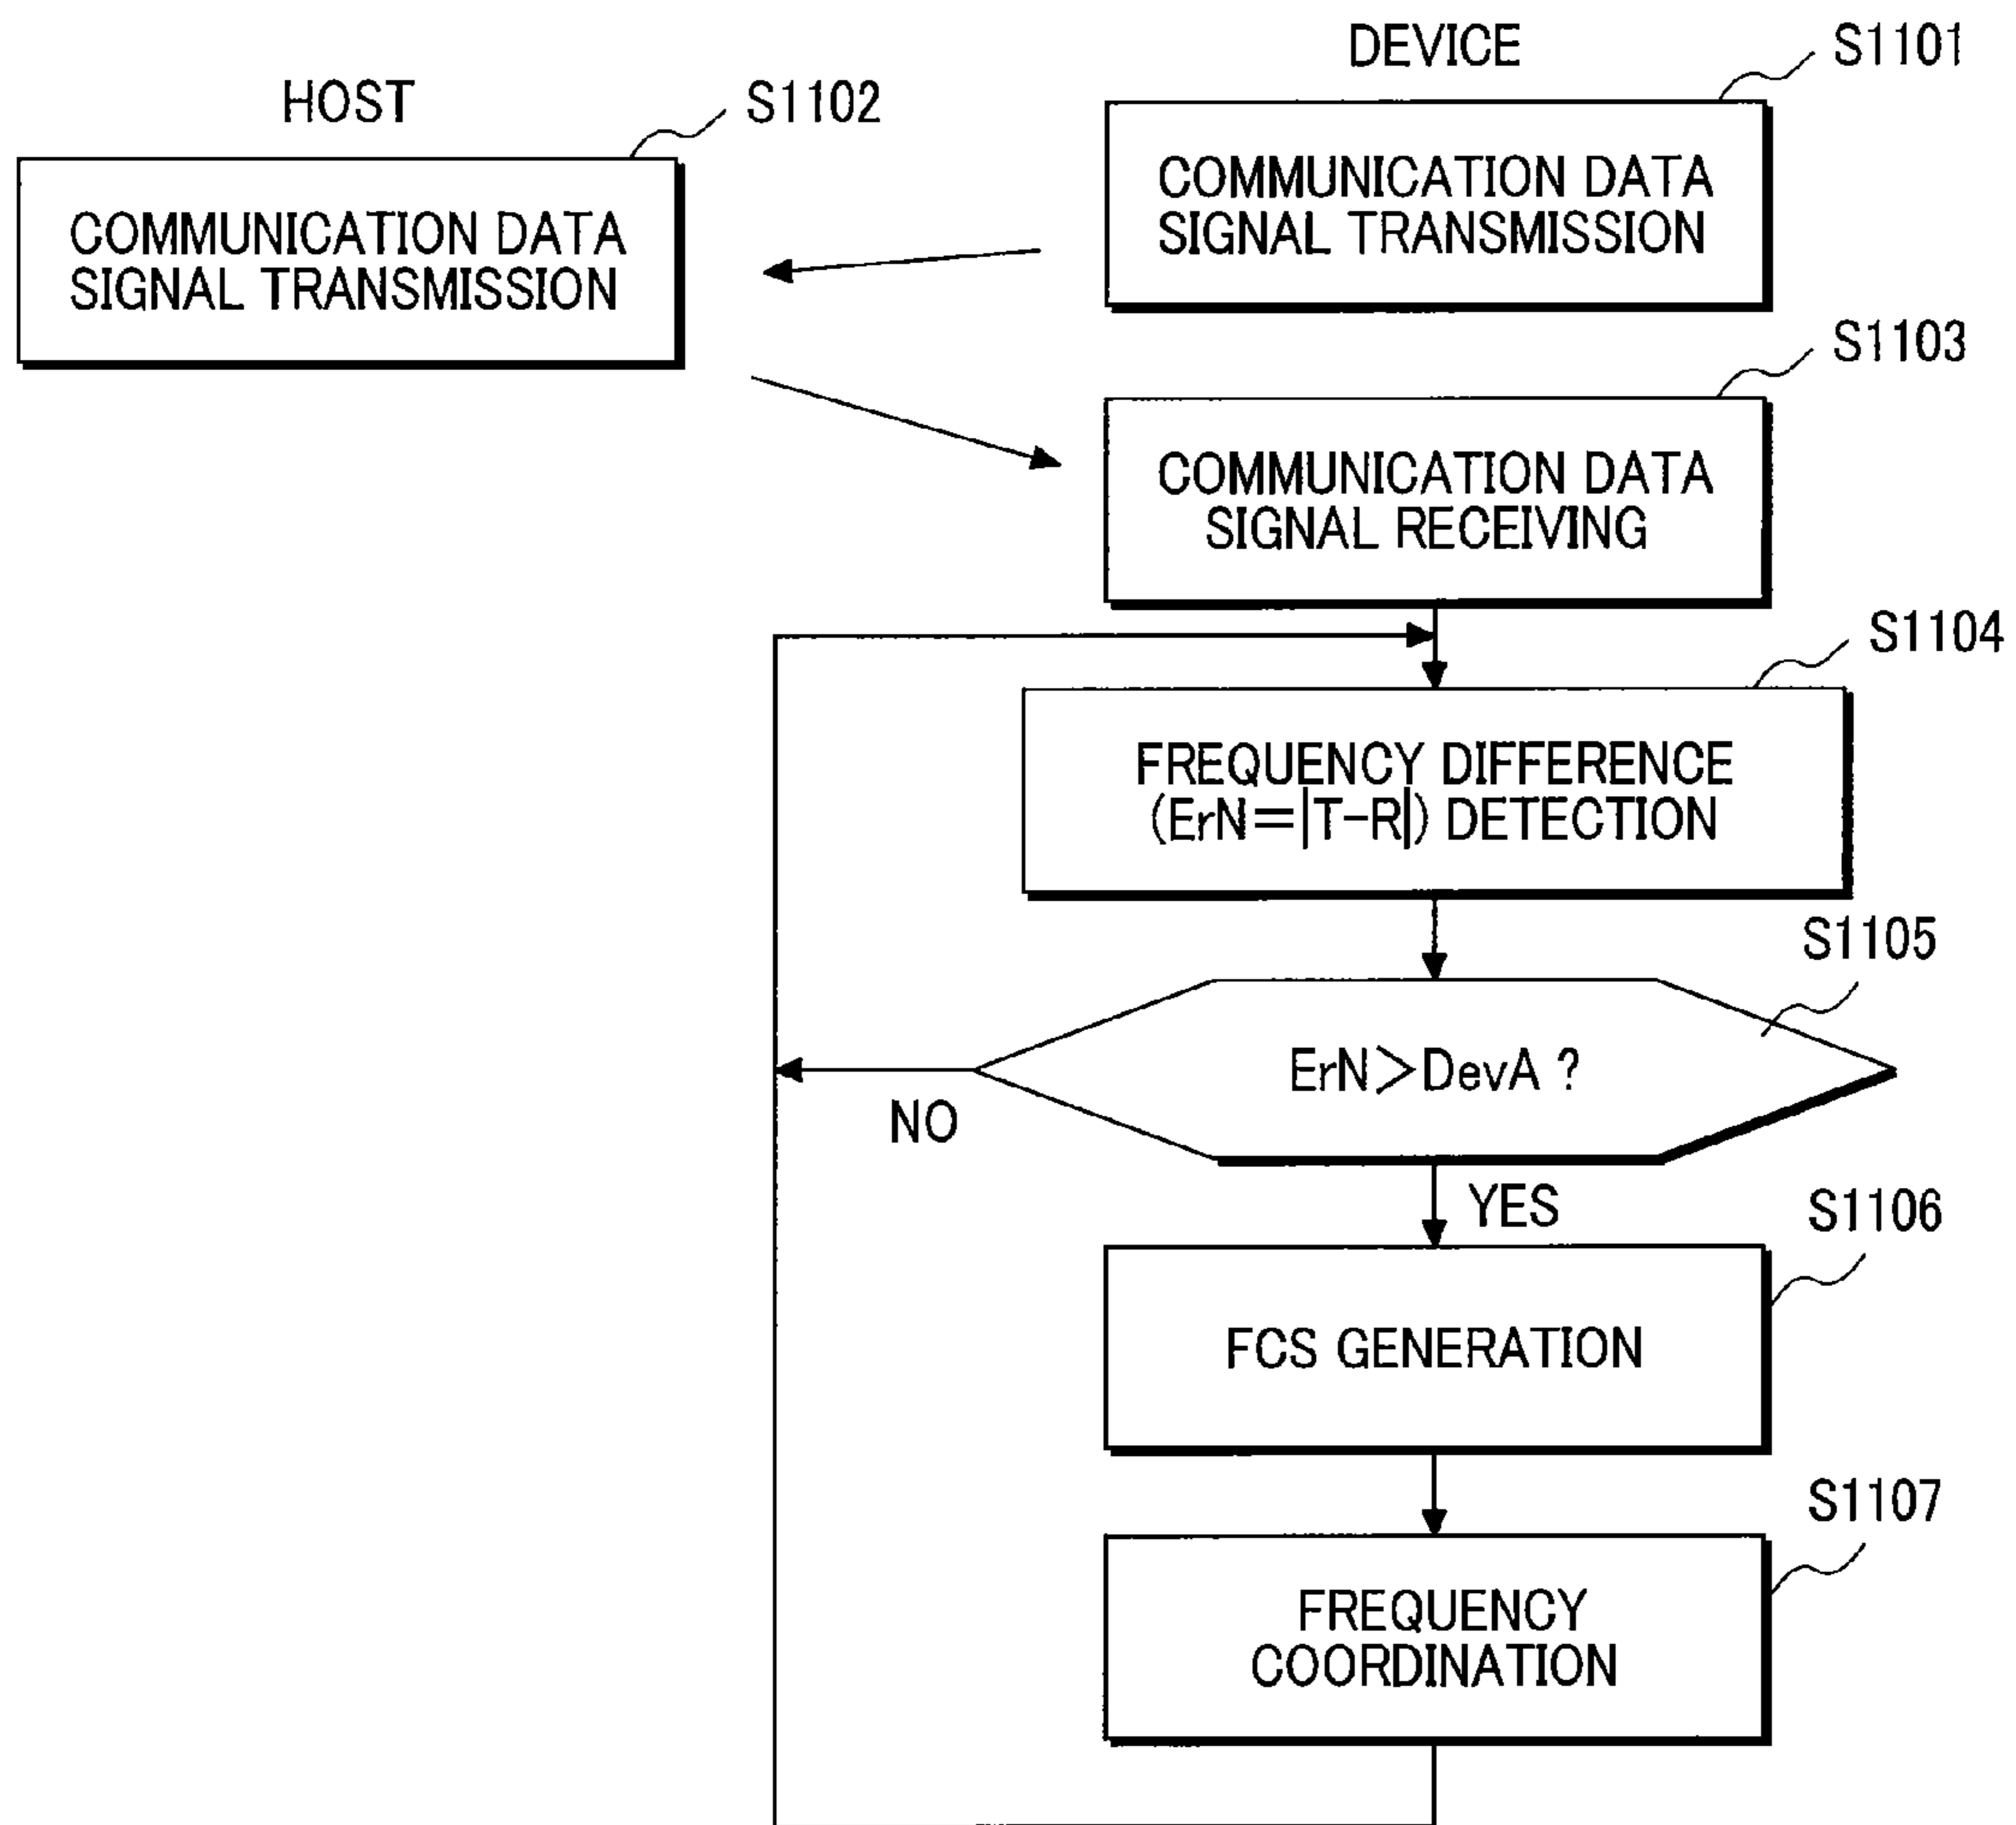 DEVICE
S1101
HOST
S1102
COMMUNICATION DATA
SIGNAL TRANSMISSION
COMMUNICATION DATA
SIGNAL TRANSMISSION
S1103
COMMUNICATION DATA
SIGNAL RECEIVING
S1104
FREQUENCY DIFFERENCE
(ErN=|T-R|) DETECTION
S1105
ErN>DevA ?
NO
YES
S1106
FCS GENERATION
S1107
FREQUENCY
COORDINATION